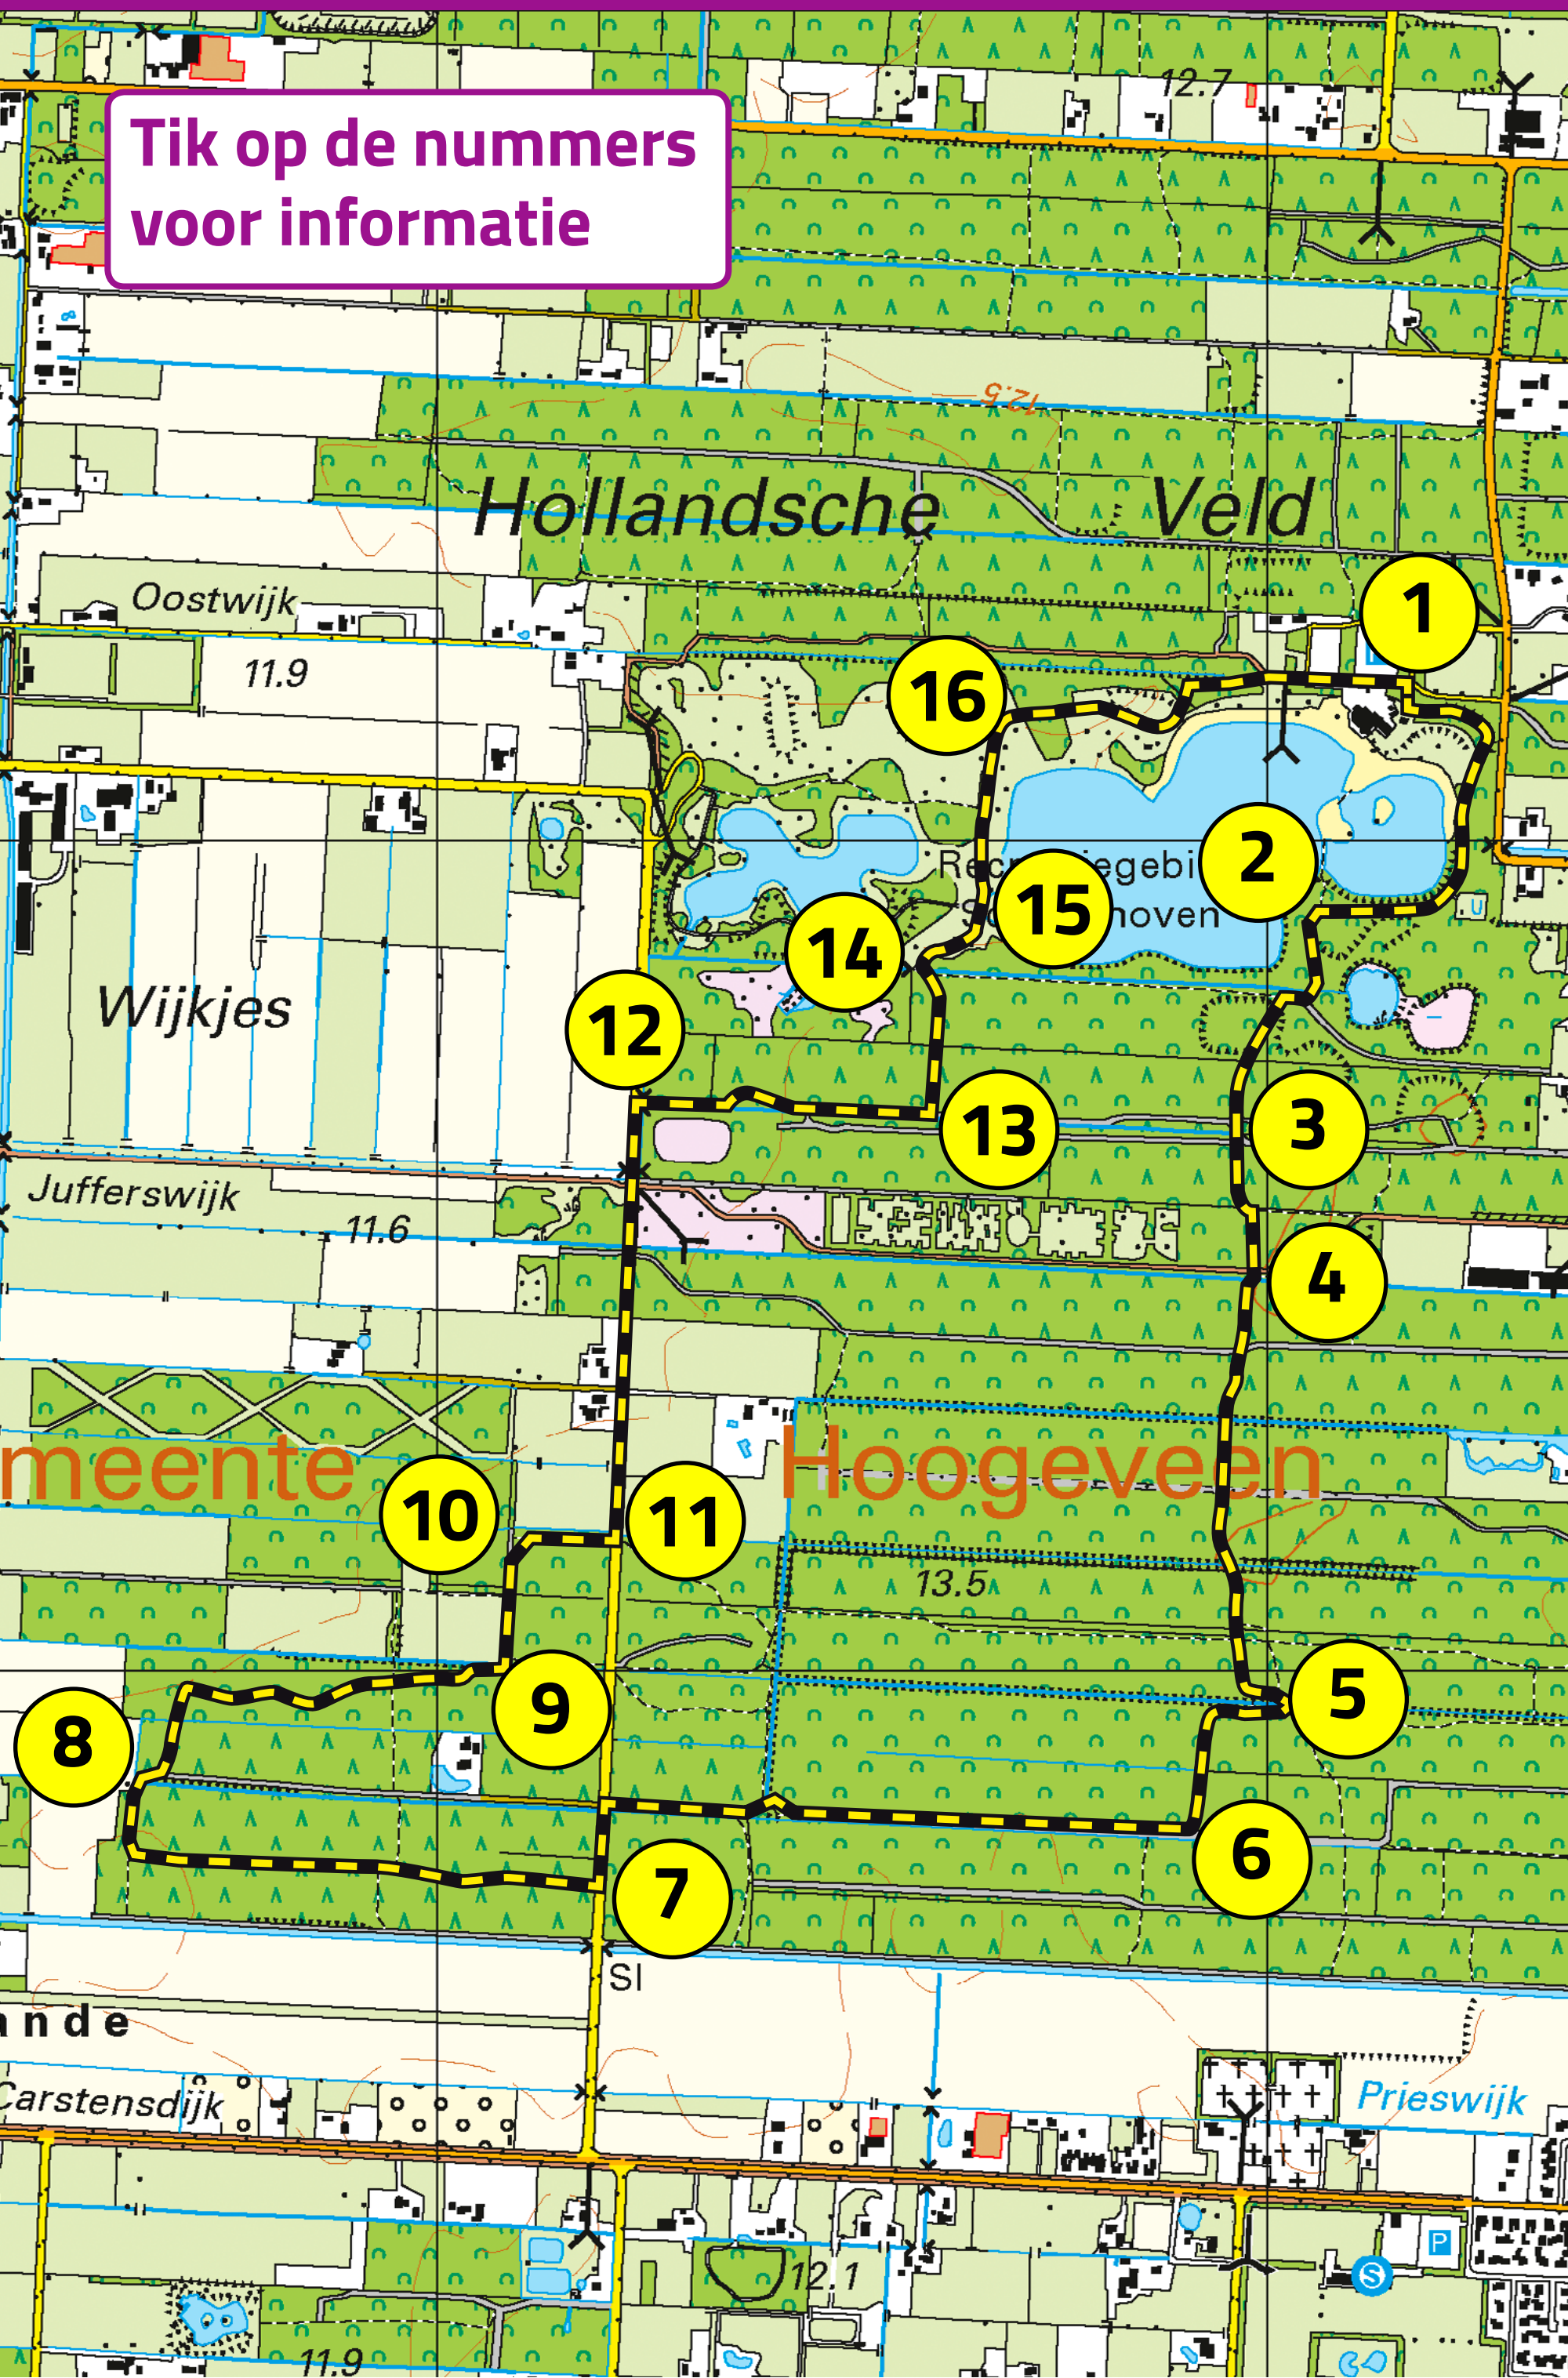 Tik op de nummers
voor informatie
12.7
12.5
Hollandsche Veld
Oostwijk
11.9
1
16
2
15
14
Wijkjes
12
13
3
Jufferswijk
11.6
4
meente
Hoogeveen
10
11
13.5
9
5
8
6
7
Sl
ande
Carstensdijk
Prieswijk
P
S
12.1
11.9